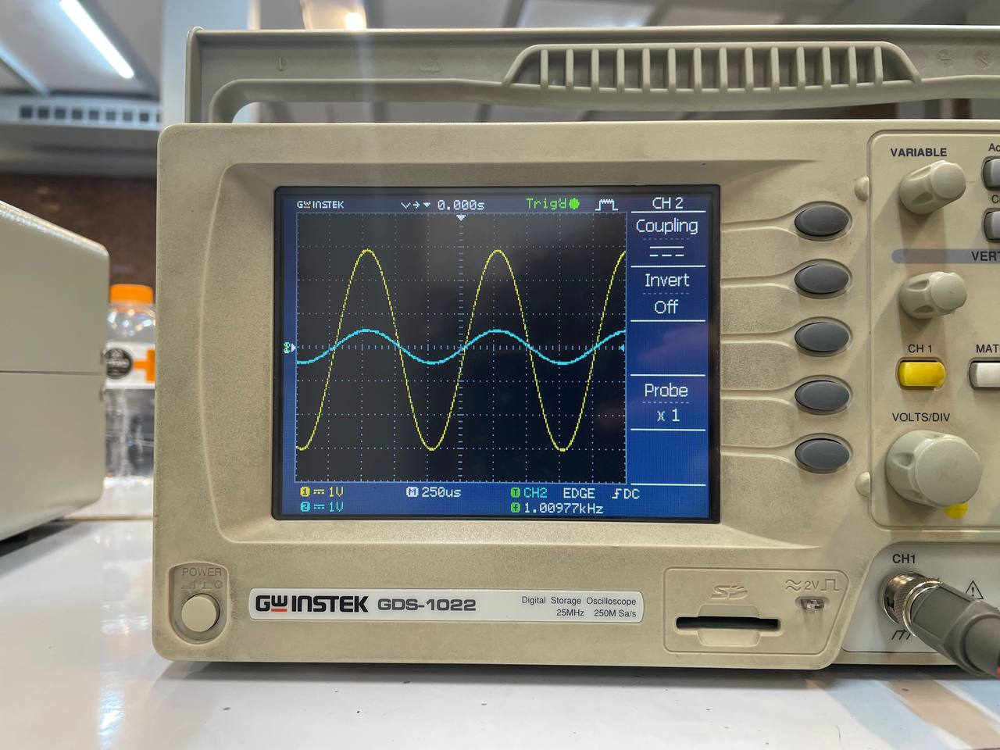 GWINSTEK 0.000s Trig'd CH 2
Coupling
Invert
Off
Probe
x 1
1 1V M 250us T CH2 EDGE DC
2 1V f 1.00977kHz
VARIABLE
VERT
CH 1 MAT
VOLTS/DIV
CH1
POWER
GWINSTEK GDS-1022 Digital Storage Oscilloscope
25MHz 250M Sa/s
SD 2V